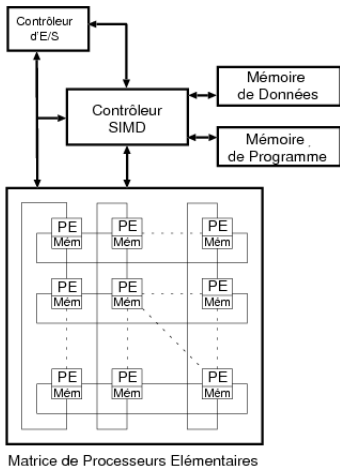 Contrôleur
d'E/S
Contrôleur
SIMD
Mémoire
de Données
Mémoire
de Programme
PE PE PE
Mém Mém Mém
PE PE PE
Mém Mém Mém
PE PE PE
Mém Mém Mém
Matrice de Processeurs Elémentaires